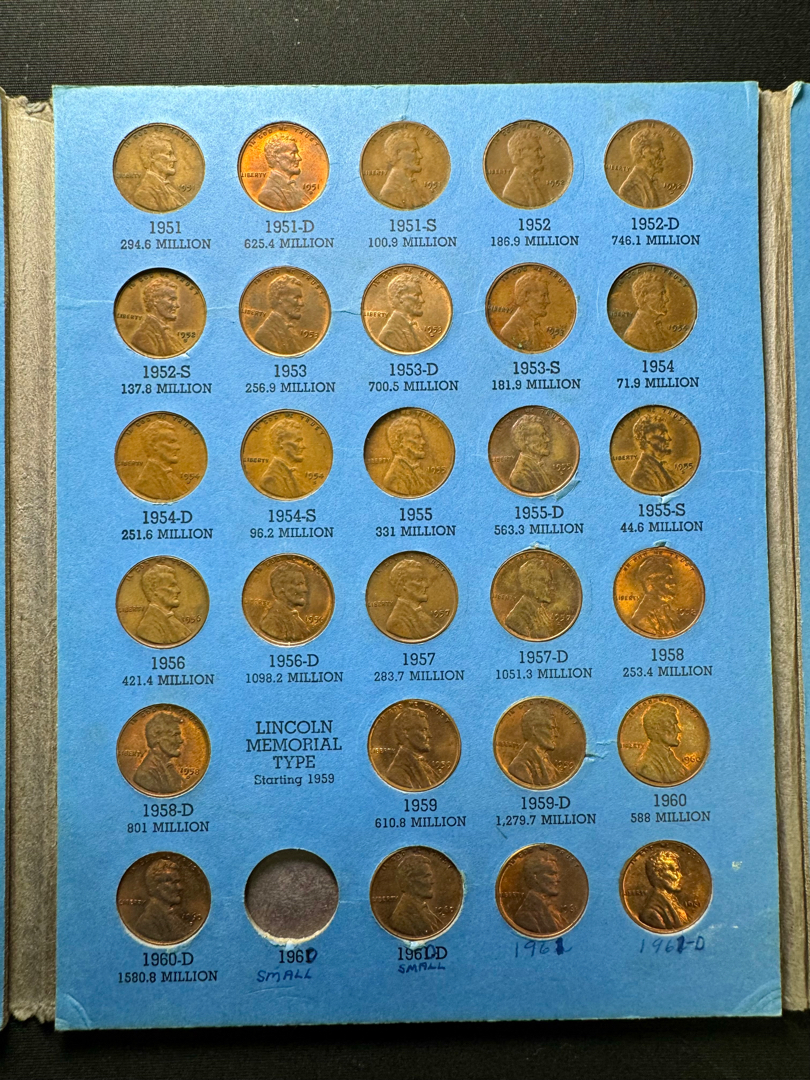 1951 1951-D 1951-S 1952 1952-D
294.6 MILLION 625.4 MILLION 100.9 MILLION 186.9 MILLION 746.1 MILLION
1952-S 1953 1953-D 1953-S 1954
137.8 MILLION 256.9 MILLION 700.5 MILLION 181.9 MILLION 71.9 MILLION
1954-D 1954-S 1955 1955-D 1955-S
251.6 MILLION 96.2 MILLION 331 MILLION 563.3 MILLION 44.6 MILLION
1956 1956-D 1957 1957-D 1958
421.4 MILLION 1098.2 MILLION 283.7 MILLION 1051.3 MILLION 253.4 MILLION
LINCOLN
MEMORIAL
TYPE
Starting 1959
1958-D 1959 1959-D 1960
801 MILLION 610.8 MILLION 1,279.7 MILLION 588 MILLION
1960-D 1960 1960-D 1961 1961-D
1580.8 MILLION SMALL SMALL